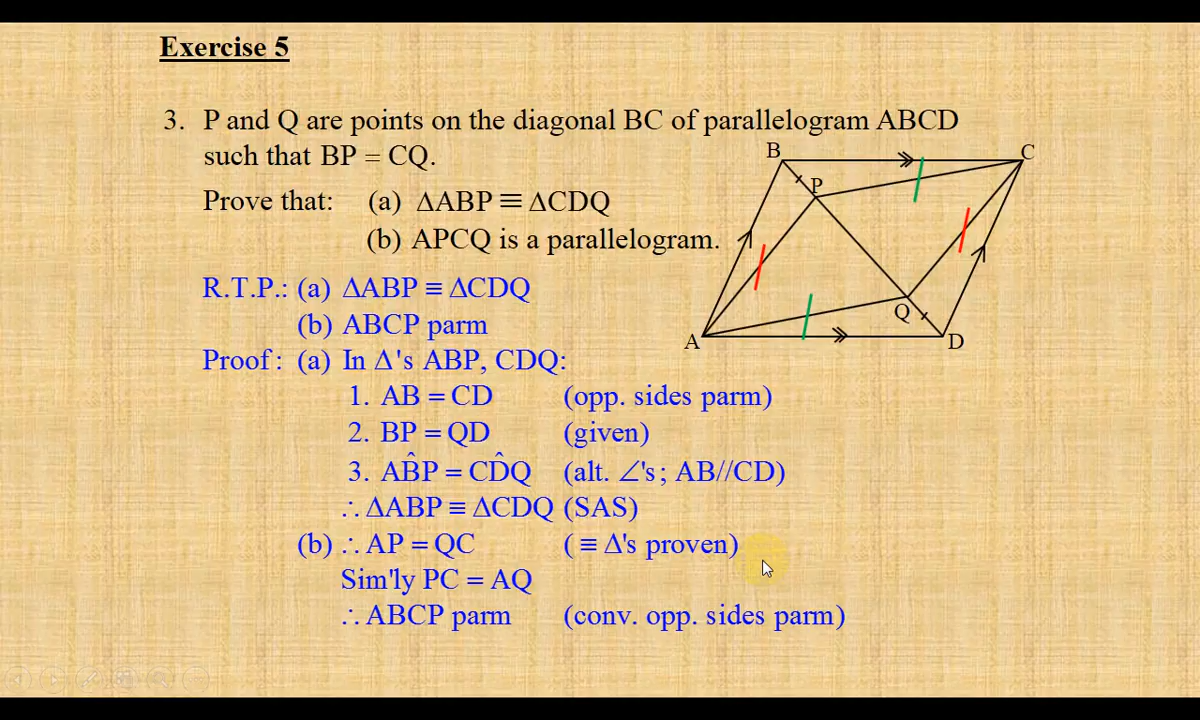 Exercise 5
3. P and Q are points on the diagonal BC of parallelogram ABCD
such that BP = CQ.
Prove that: (a) ΔABP ≡ ΔCDQ
(b) APCQ is a parallelogram.
B
C
P
Q
A
D
R.T.P.: (a) ΔABP ≡ ΔCDQ
(b) ABCP parm
Proof: (a) In Δ's ABP, CDQ:
1. AB = CD (opp. sides parm)
2. BP = QD (given)
3. AB̂P = CD̂Q (alt. ∠'s; AB//CD)
∴ ΔABP ≡ ΔCDQ (SAS)
(b) ∴ AP = QC ( ≡ Δ's proven)
Sim'ly PC = AQ
∴ ABCP parm (conv. opp. sides parm)